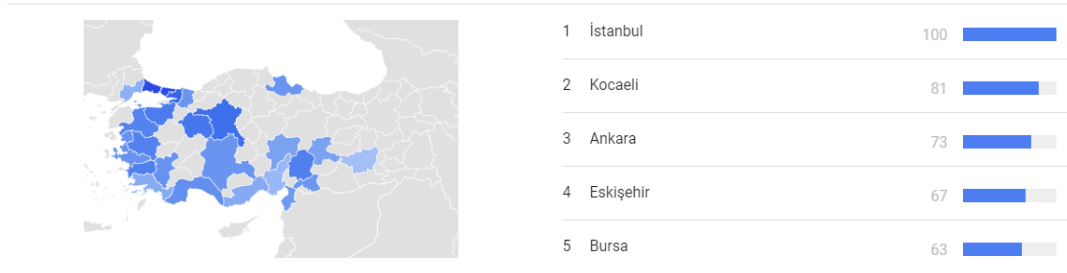 1 İstanbul 100
2 Kocaeli 81
3 Ankara 73
4 Eskişehir 67
5 Bursa 63